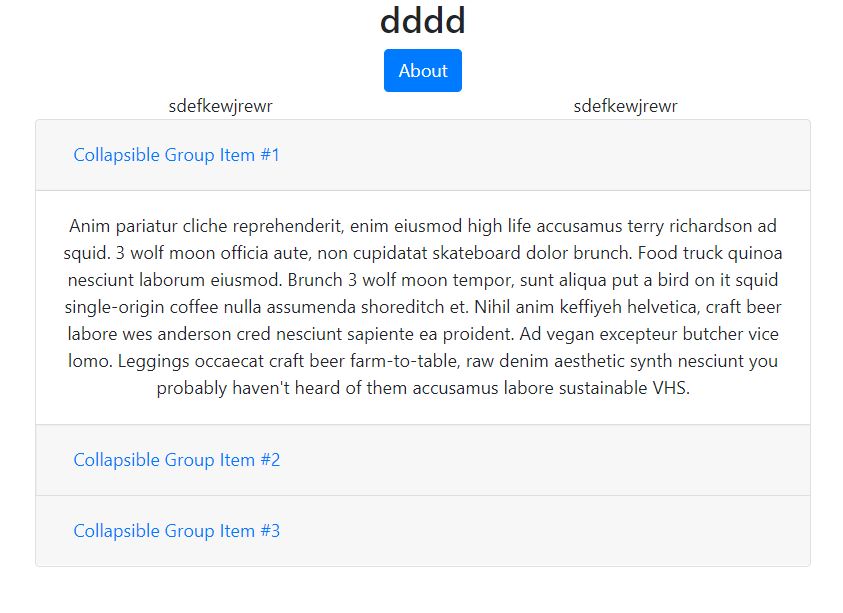 dddd
About
sdefkewjrewr sdefkewjrewr
Collapsible Group Item #1
Anim pariatur cliche reprehenderit, enim eiusmod high life accusamus terry richardson ad
squid. 3 wolf moon officia aute, non cupidatat skateboard dolor brunch. Food truck quinoa
nesciunt laborum eiusmod. Brunch 3 wolf moon tempor, sunt aliqua put a bird on it squid
single-origin coffee nulla assumenda shoreditch et. Nihil anim keffiyeh helvetica, craft beer
labore wes anderson cred nesciunt sapiente ea proident. Ad vegan excepteur butcher vice
lomo. Leggings occaecat craft beer farm-to-table, raw denim aesthetic synth nesciunt you
probably haven't heard of them accusamus labore sustainable VHS.
Collapsible Group Item #2
Collapsible Group Item #3